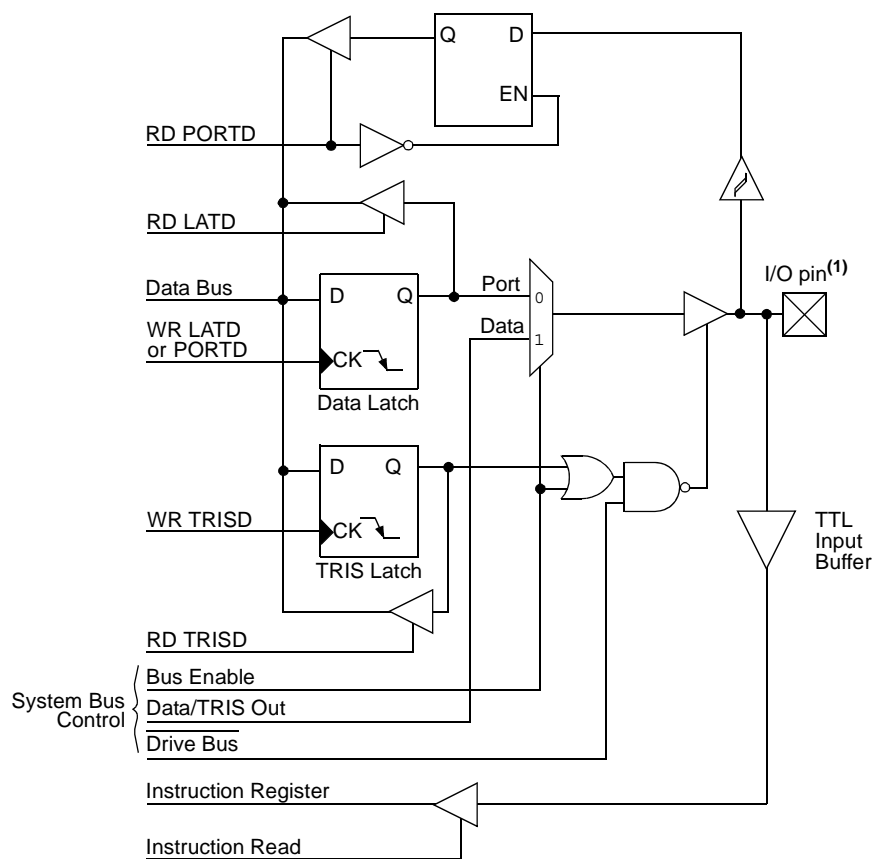 Q D
EN
RD PORTD
RD LATD
I/O pin(1)
Data Bus
D Q
Port
0
WR LATD
or PORTD
Data
1
CK
Data Latch
D Q
WR TRISD
CK
TRIS Latch
TTL
Input
Buffer
RD TRISD
System Bus
Control
Bus Enable
Data/TRIS Out
Drive Bus
Instruction Register
Instruction Read